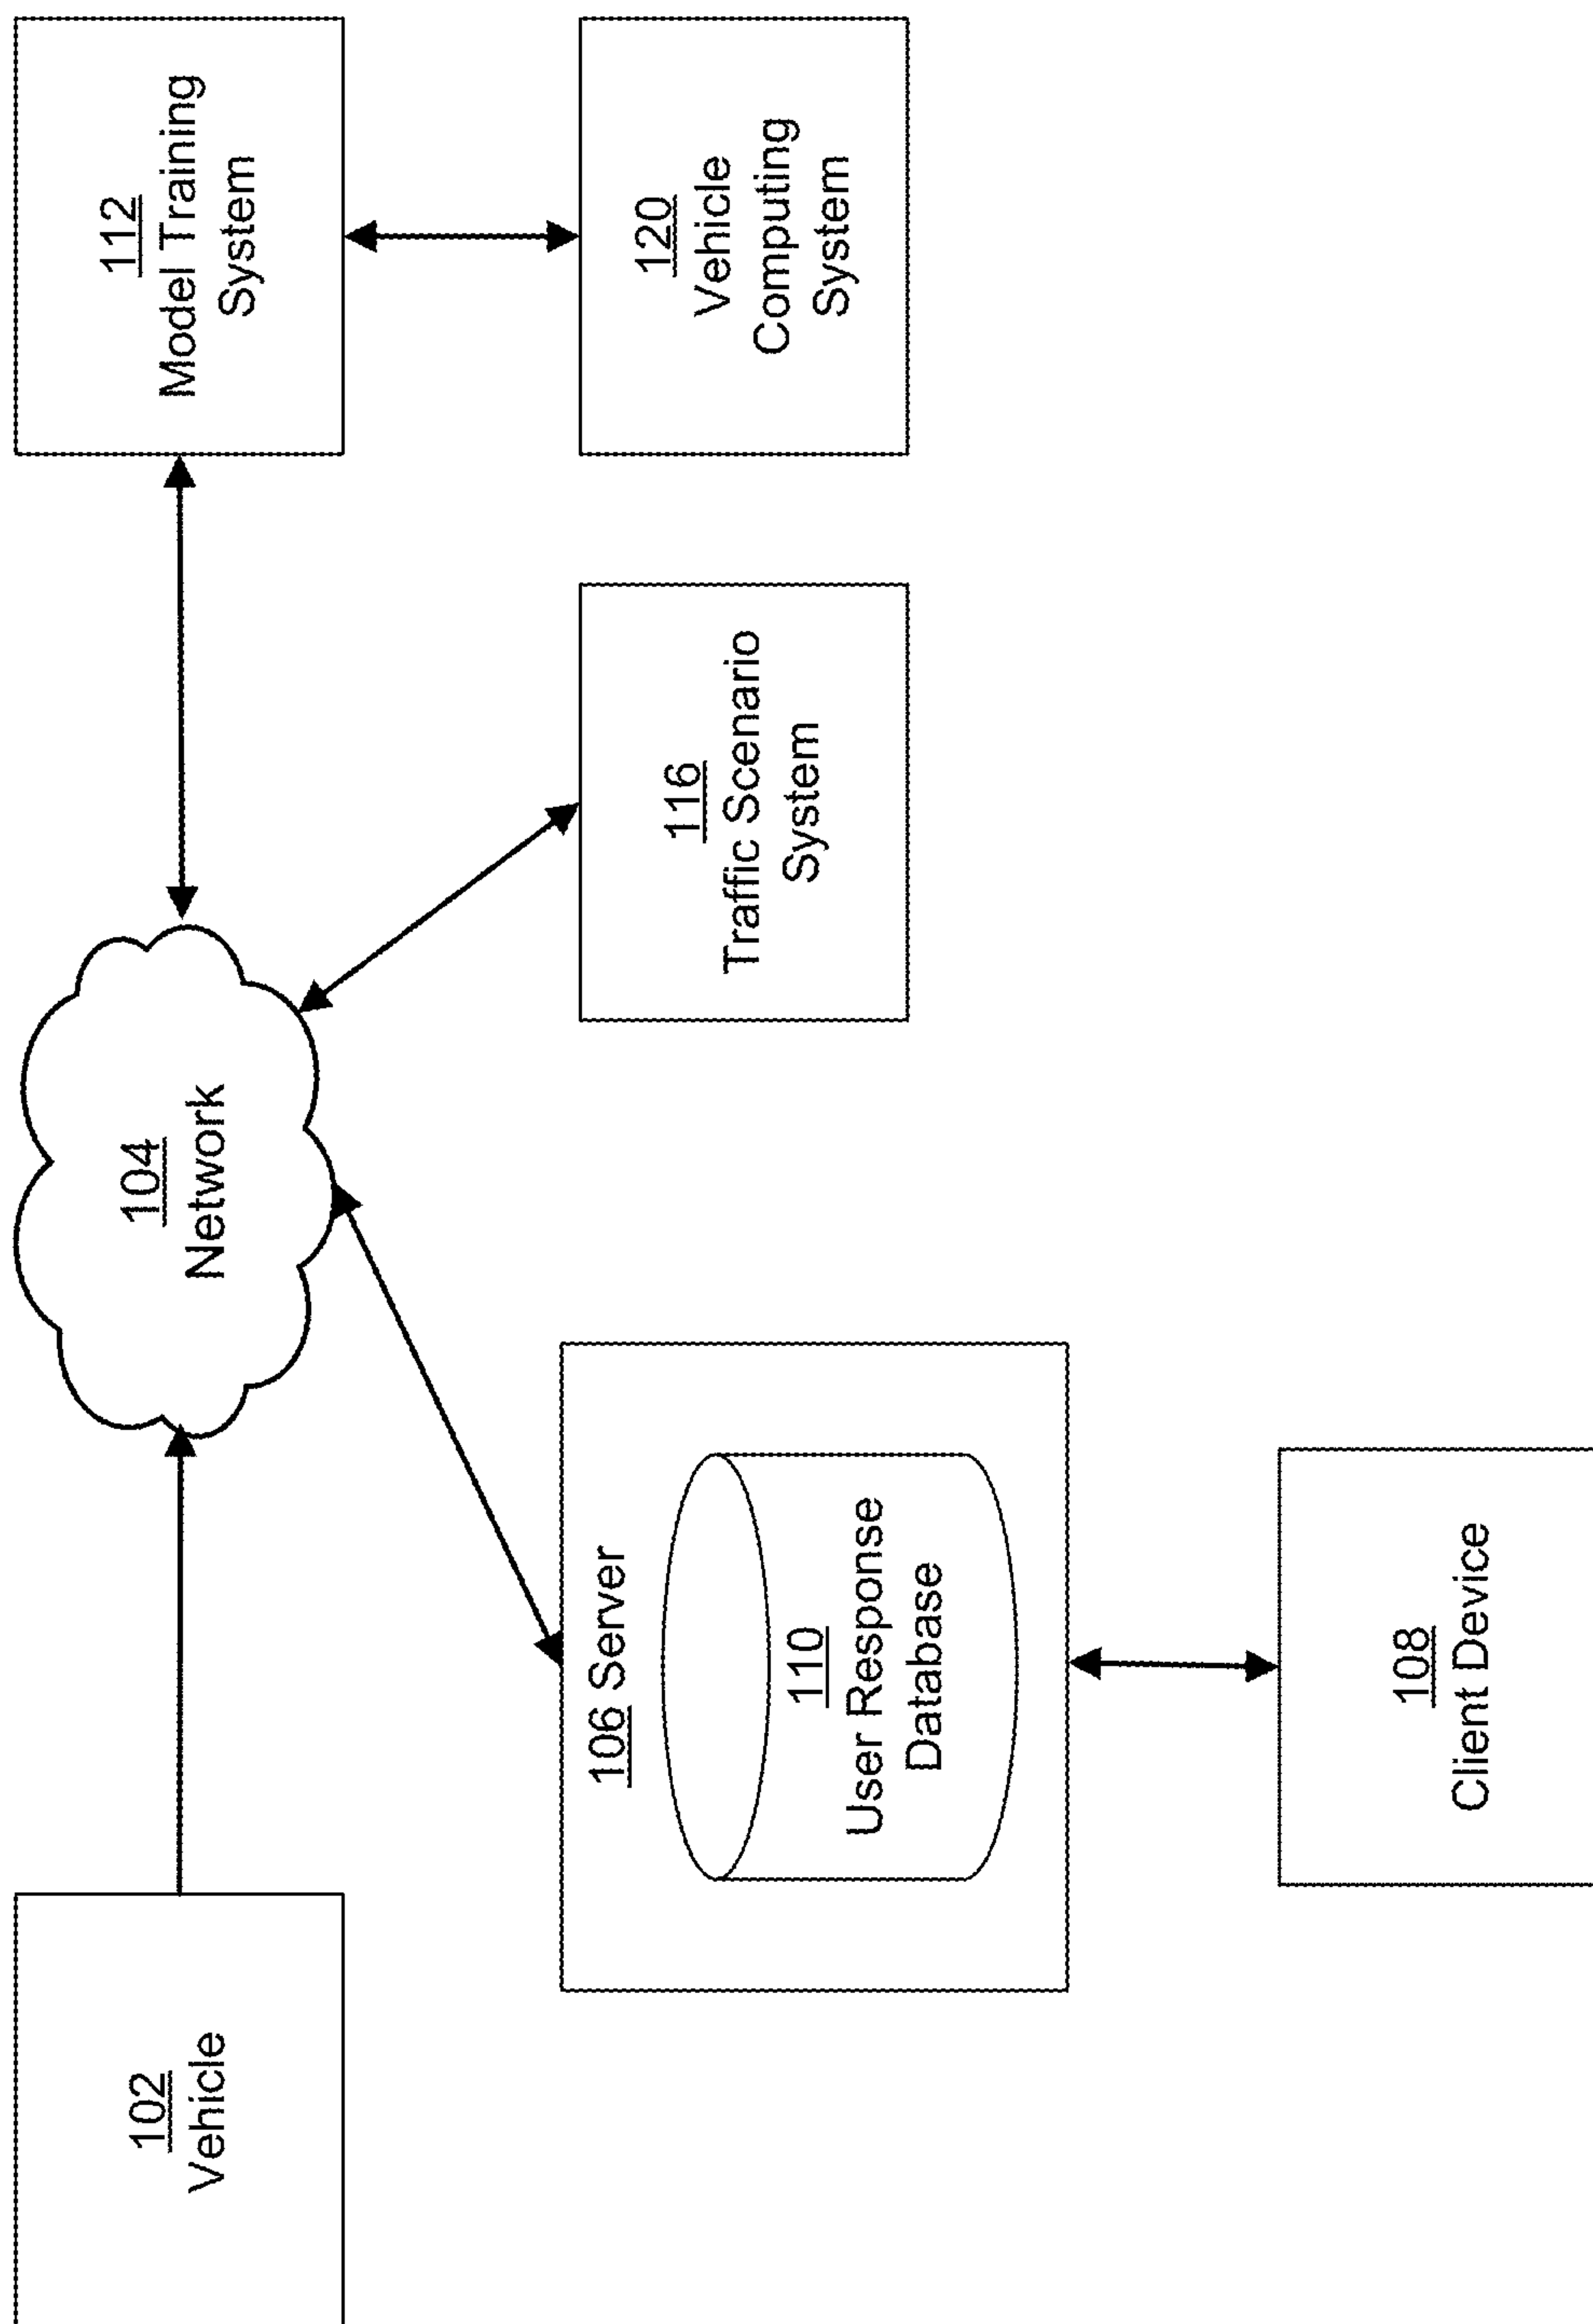 102
Vehicle
104
Network
112
Model Training
System
106 Server
110
User Response
Database
116
Traffic Scenario
System
120
Vehicle
Computing
System
108
Client Device